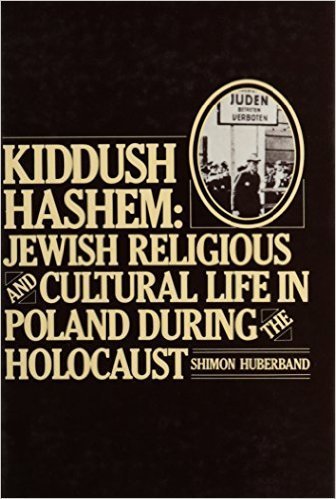 JUDEN
BETRETEN
VERBOTEN
KIDDUSH
HASHEM:
JEWISH RELIGIOUS
AND CULTURAL LIFE IN
POLAND DURING THE
HOLOCAUST SHIMON HUBERBAND